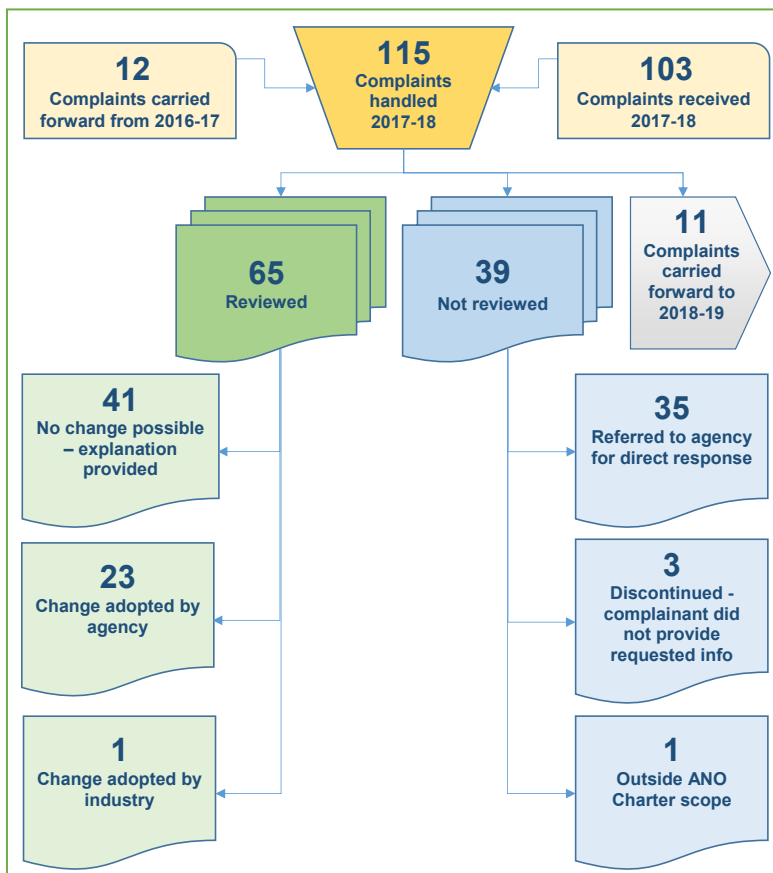 12
Complaints carried
forward from 2016-17
115
Complaints
handled
2017-18
103
Complaints received
2017-18
65
Reviewed
39
Not reviewed
11
Complaints
carried
forward to
2018-19
41
No change possible
– explanation
provided
35
Referred to agency
for direct response
23
Change adopted by
agency
3
Discontinued -
complainant did
not provide
requested info
1
Change adopted by
industry
1
Outside ANO
Charter scope